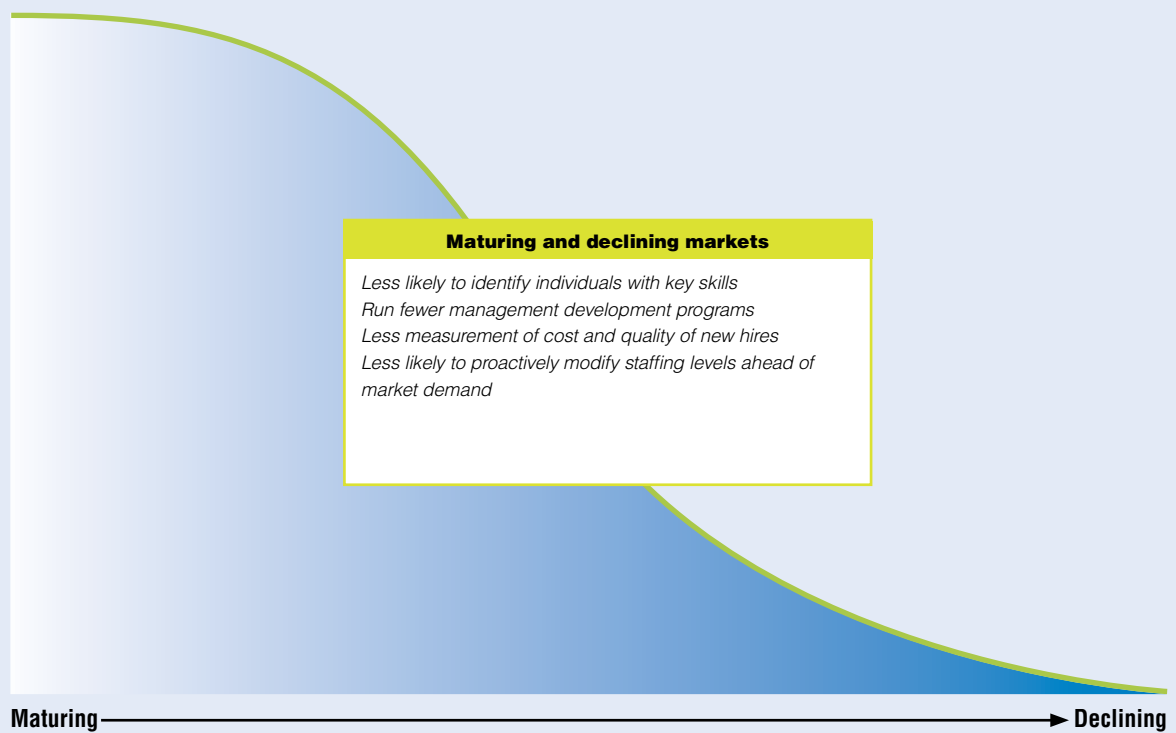 Maturing and declining markets
Less likely to identify individuals with key skills
Run fewer management development programs
Less measurement of cost and quality of new hires
Less likely to proactively modify staffing levels ahead of
market demand
Maturing
Declining